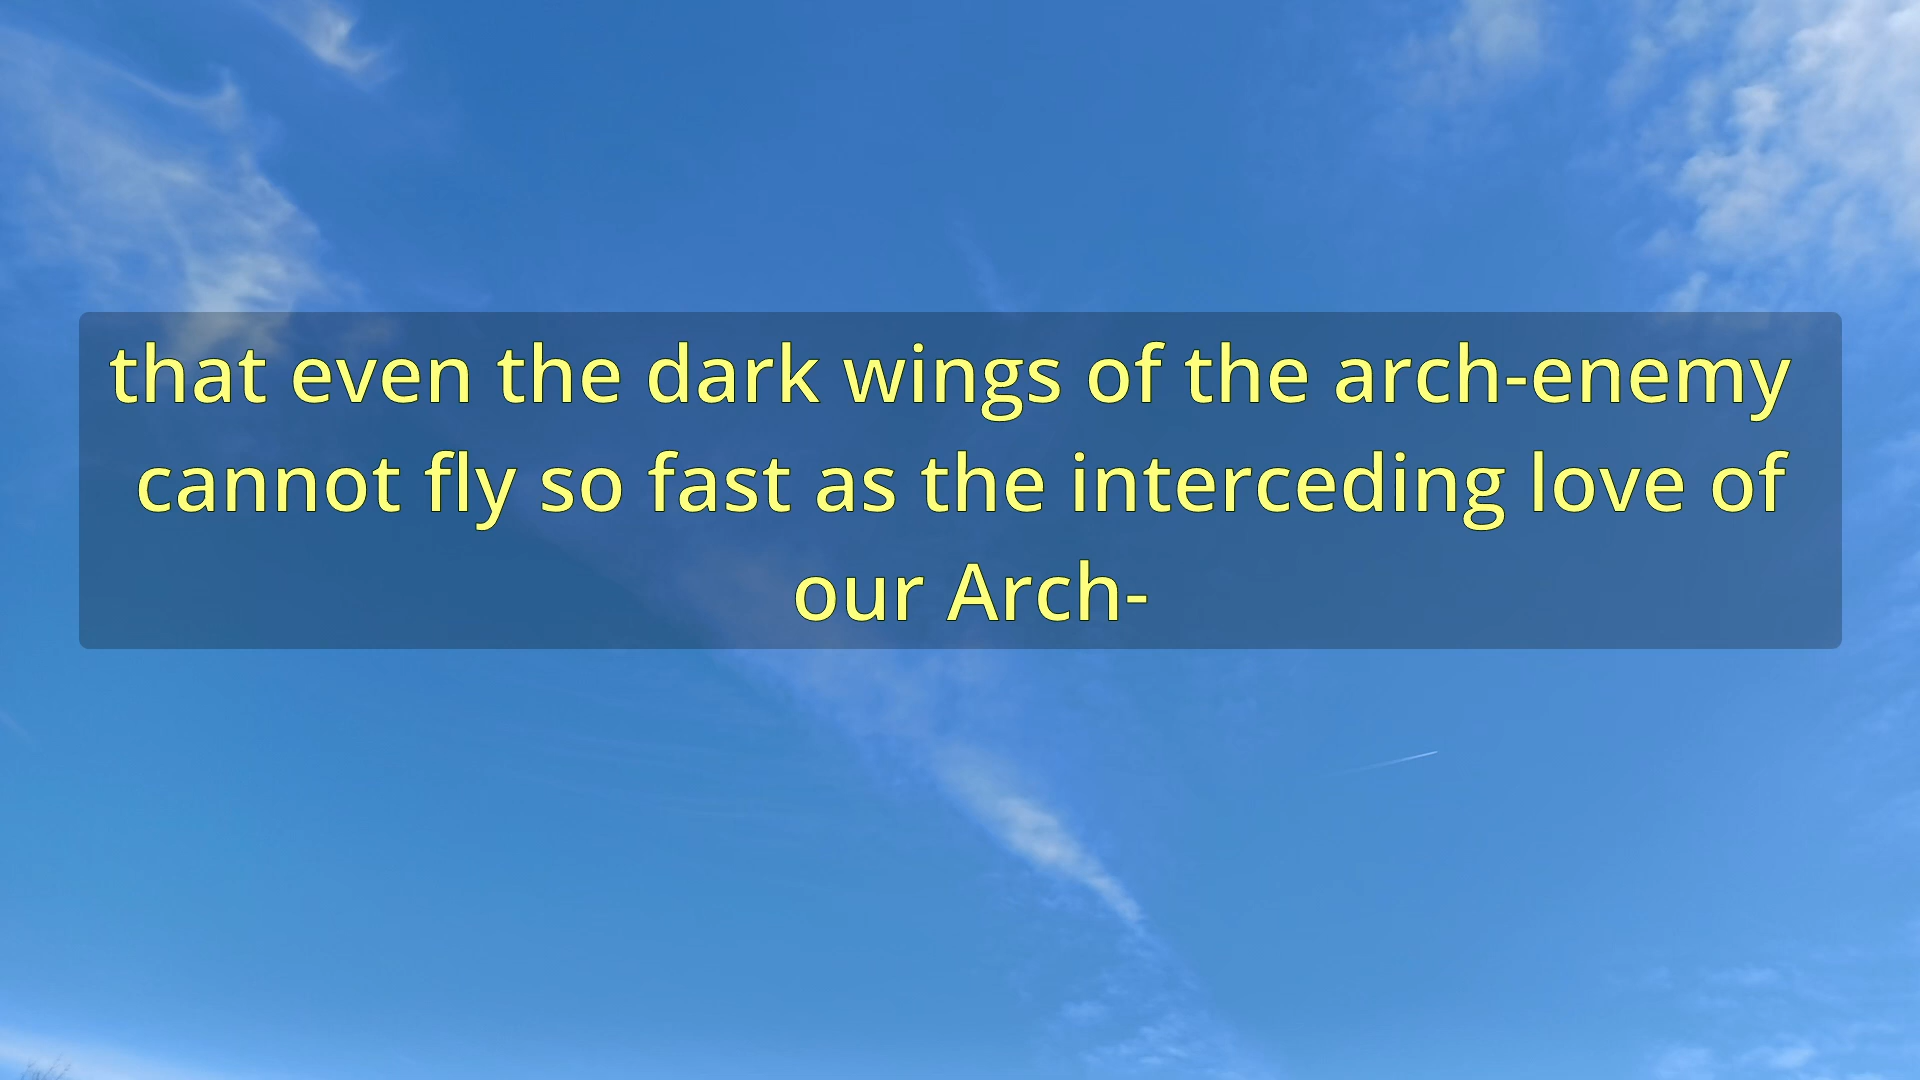 that even the dark wings of the arch-enemy
cannot fly so fast as the interceding love of
our Arch-